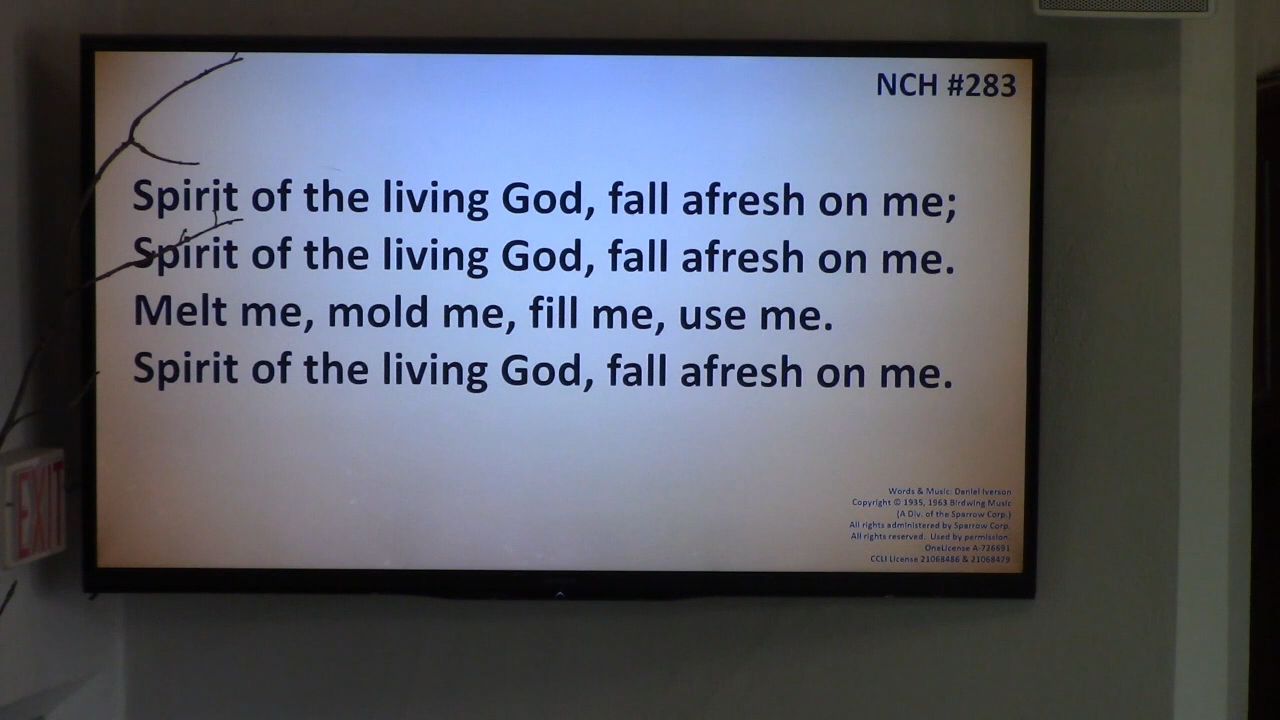 NCH #283
Spirit of the living God, fall afresh on me;
Spirit of the living God, fall afresh on me.
Melt me, mold me, fill me, use me.
Spirit of the living God, fall afresh on me.
Words & Music: Daniel Iverson
Copyright © 1935, 1963 Birdwing Music
(A Div. of the Sparrow Corp.)
All rights administered by Sparrow Corp.
All rights reserved. Used by permission.
OneLicense A-726691
CCLI License 21068486 & 21068479
EXIT